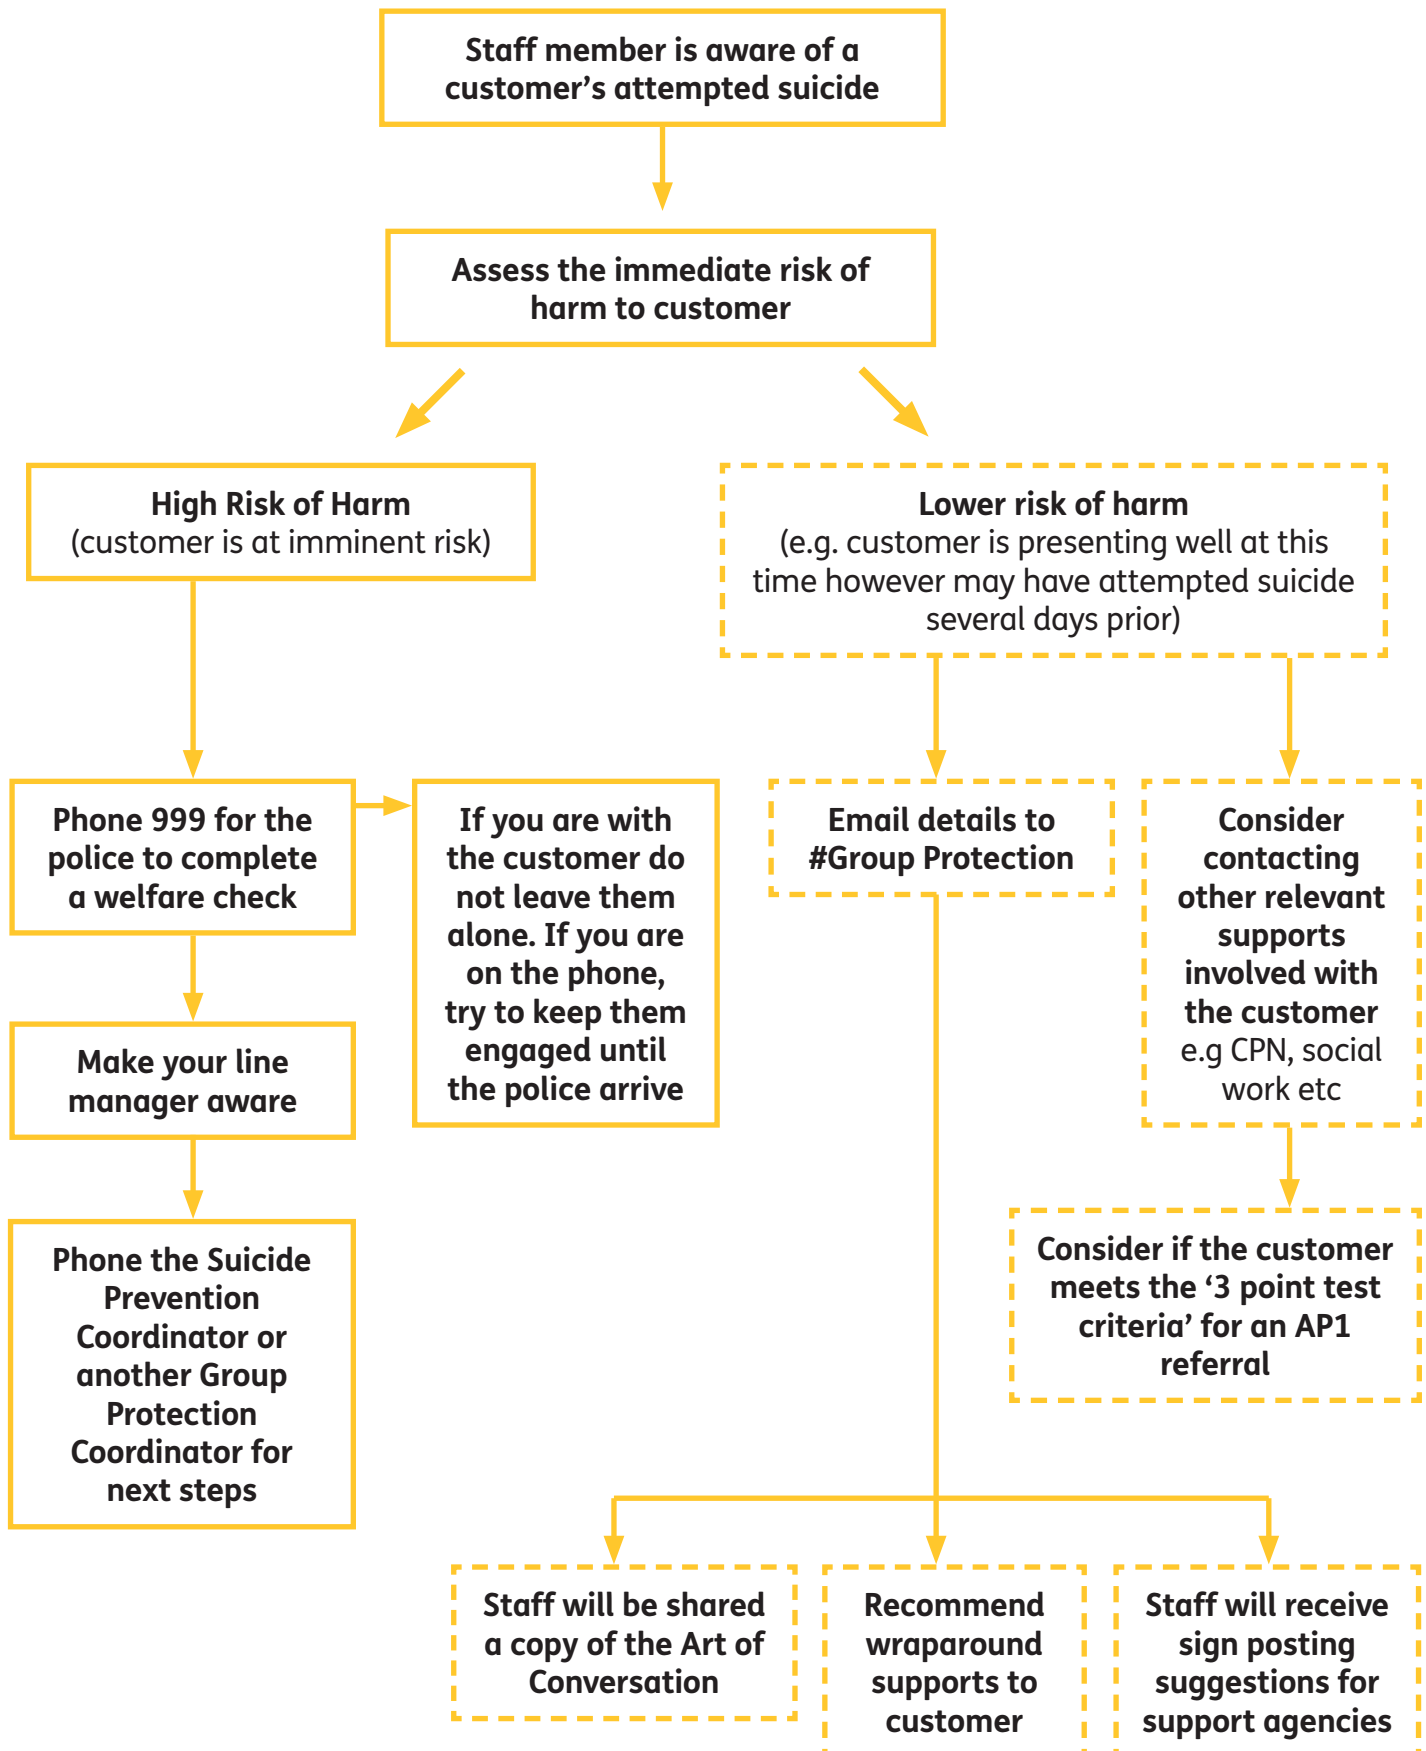 Staff member is aware of a
customer’s attempted suicide
Assess the immediate risk of
harm to customer
High Risk of Harm
(customer is at imminent risk)
Lower risk of harm
(e.g. customer is presenting well at this
time however may have attempted suicide
several days prior)
Phone 999 for the
police to complete
a welfare check
If you are with
the customer do
not leave them
alone. If you are
on the phone,
try to keep them
engaged until
the police arrive
Email details to
#Group Protection
Consider
contacting
other relevant
supports
involved with
the customer
e.g CPN, social
work etc
Make your line
manager aware
Phone the Suicide
Prevention
Coordinator or
another Group
Protection
Coordinator for
next steps
Consider if the customer
meets the ‘3 point test
criteria’ for an AP1
referral
Staff will be shared
a copy of the Art of
Conversation
Recommend
wraparound
supports to
customer
Staff will receive
sign posting
suggestions for
support agencies